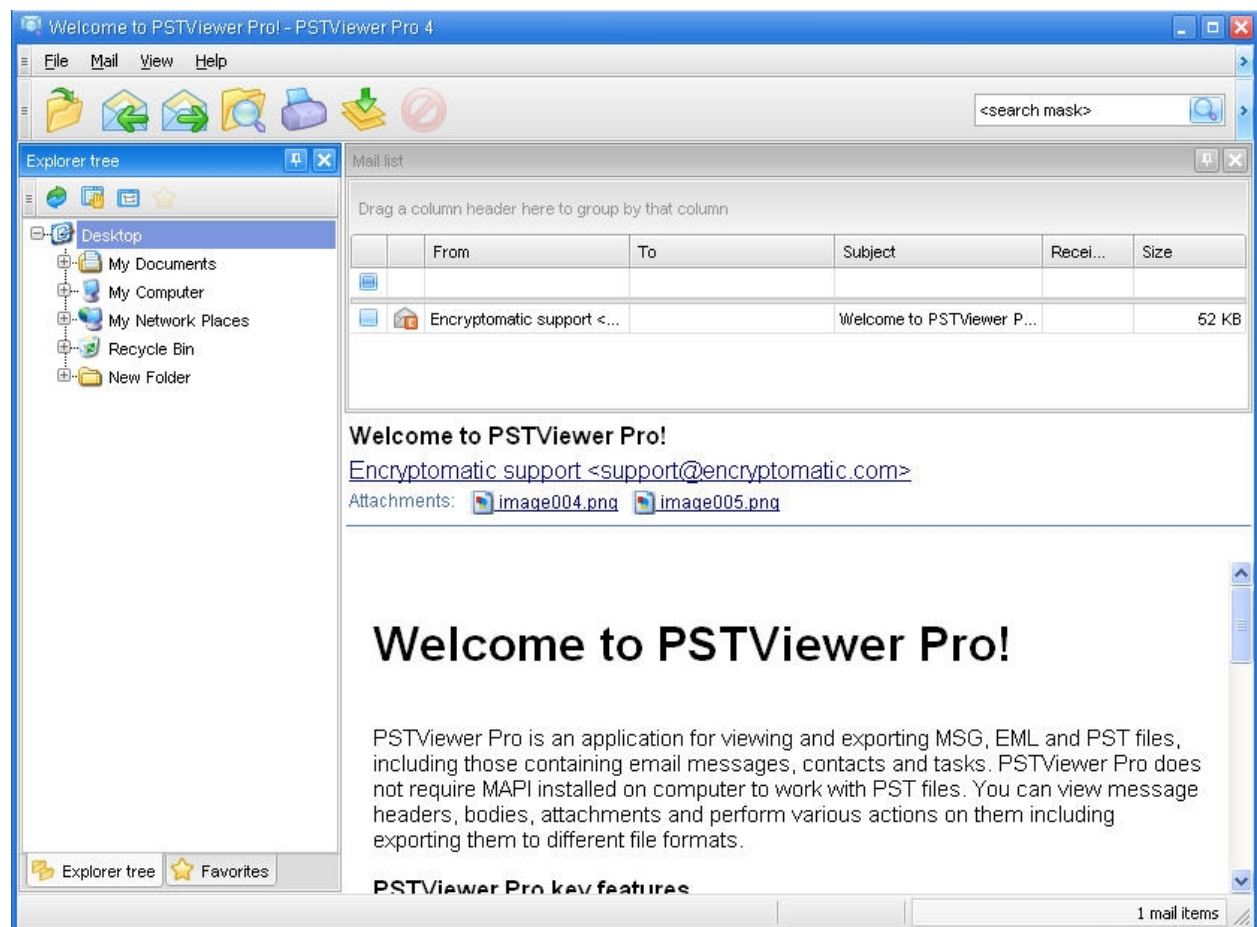 Welcome to PSTViewer Pro! - PSTViewer Pro 4
File Mail View Help
<search mask>
Explorer tree
Desktop
My Documents
My Computer
My Network Places
Recycle Bin
New Folder
Explorer tree Favorites
Mail list
Drag a column header here to group by that column
From To Subject Recei... Size
Encryptomatic support <... Welcome to PSTViewer P... 52 KB
Welcome to PSTViewer Pro!
Encryptomatic support <support@encryptomatic.com>
Attachments: image004.png image005.png
Welcome to PSTViewer Pro!
PSTViewer Pro is an application for viewing and exporting MSG, EML and PST files,
including those containing email messages, contacts and tasks. PSTViewer Pro does
not require MAPI installed on computer to work with PST files. You can view message
headers, bodies, attachments and perform various actions on them including
exporting them to different file formats.
PSTViewer Pro key features
1 mail items